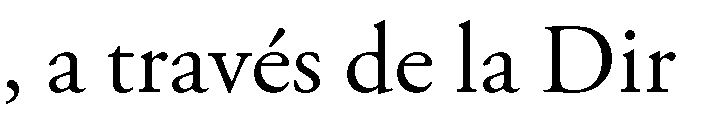 , a través de la Dir